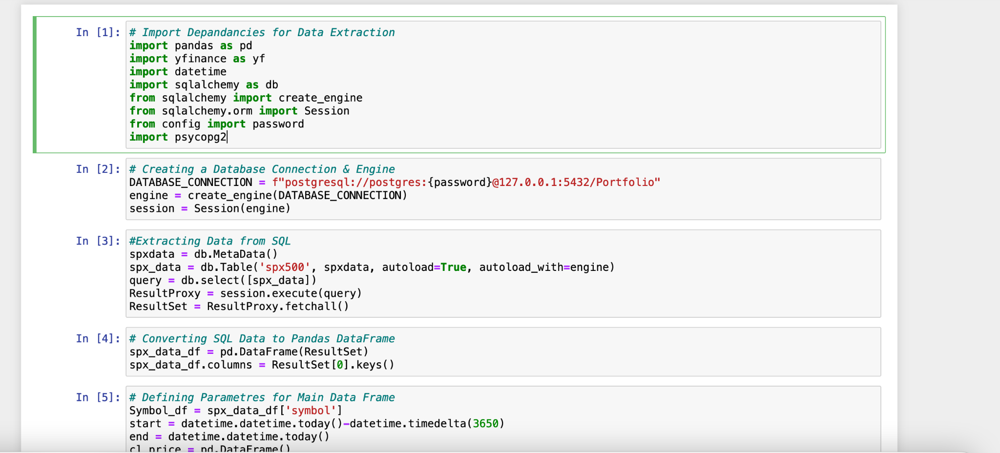 In [1]: # Import Depandancies for Data Extraction
import pandas as pd
import yfinance as yf
import datetime
import sqlalchemy as db
from sqlalchemy import create_engine
from sqlalchemy.orm import Session
from config import password
import psycopg2
In [2]: # Creating a Database Connection & Engine
DATABASE_CONNECTION = f"postgresql://postgres:{password}@127.0.0.1:5432/Portfolio"
engine = create_engine(DATABASE_CONNECTION)
session = Session(engine)
In [3]: #Extracting Data from SQL
spxdata = db.MetaData()
spx_data = db.Table('spx500', spxdata, autoload=True, autoload_with=engine)
query = db.select([spx_data])
ResultProxy = session.execute(query)
ResultSet = ResultProxy.fetchall()
In [4]: # Converting SQL Data to Pandas DataFrame
spx_data_df = pd.DataFrame(ResultSet)
spx_data_df.columns = ResultSet[0].keys()
In [5]: # Defining Parametres for Main Data Frame
Symbol_df = spx_data_df['symbol']
start = datetime.datetime.today()-datetime.timedelta(3650)
end = datetime.datetime.today()
cl_price = pd.DataFrame()